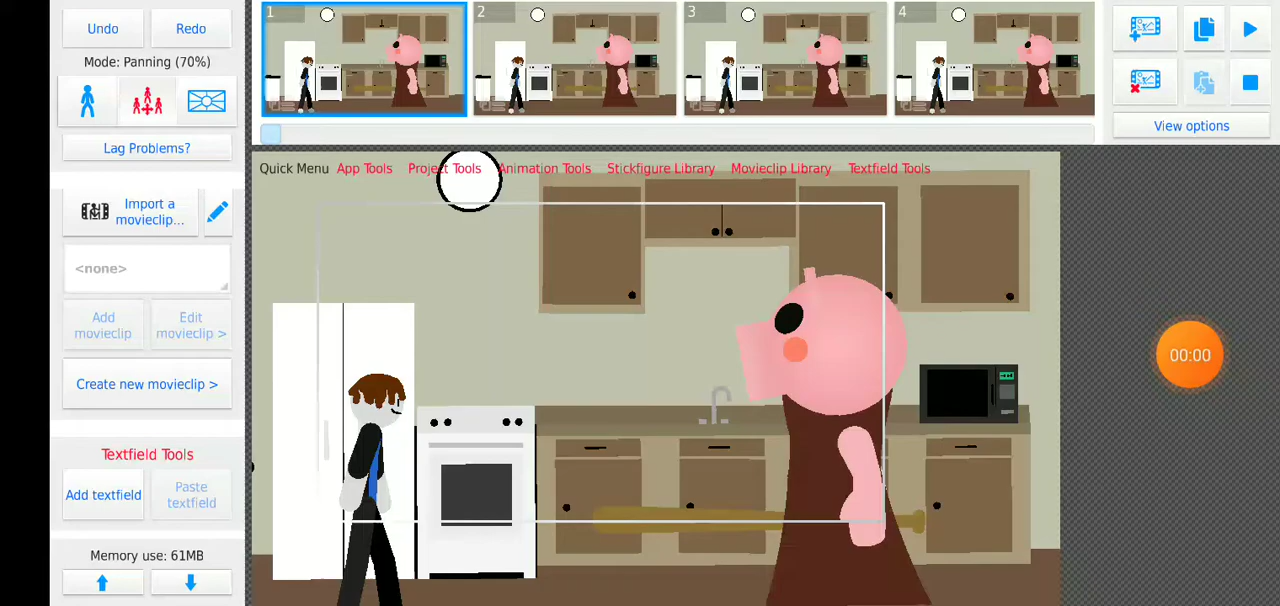 Undo
Redo
Mode: Panning (70%)
Lag Problems?
Import a
movieclip...
<none>
Add
movieclip
Edit
movieclip >
Create new movieclip >
Textfield Tools
Add textfield
Paste
textfield
Memory use: 61MB
1
2
3
4
View options
Quick Menu App Tools Project Tools Animation Tools Stickfigure Library Movieclip Library Textfield Tools
00:00